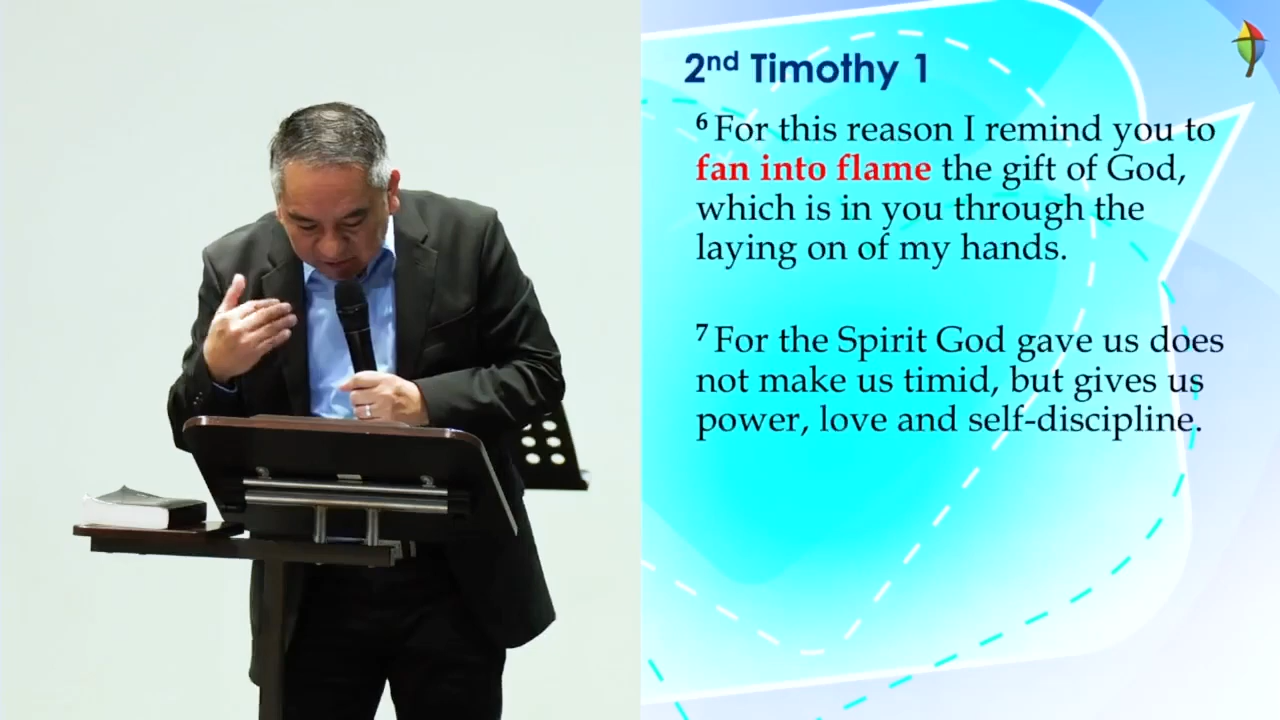 2nd Timothy 1
6 For this reason I remind you to
fan into flame the gift of God,
which is in you through the
laying on of my hands.
7 For the Spirit God gave us does
not make us timid, but gives us
power, love and self-discipline.